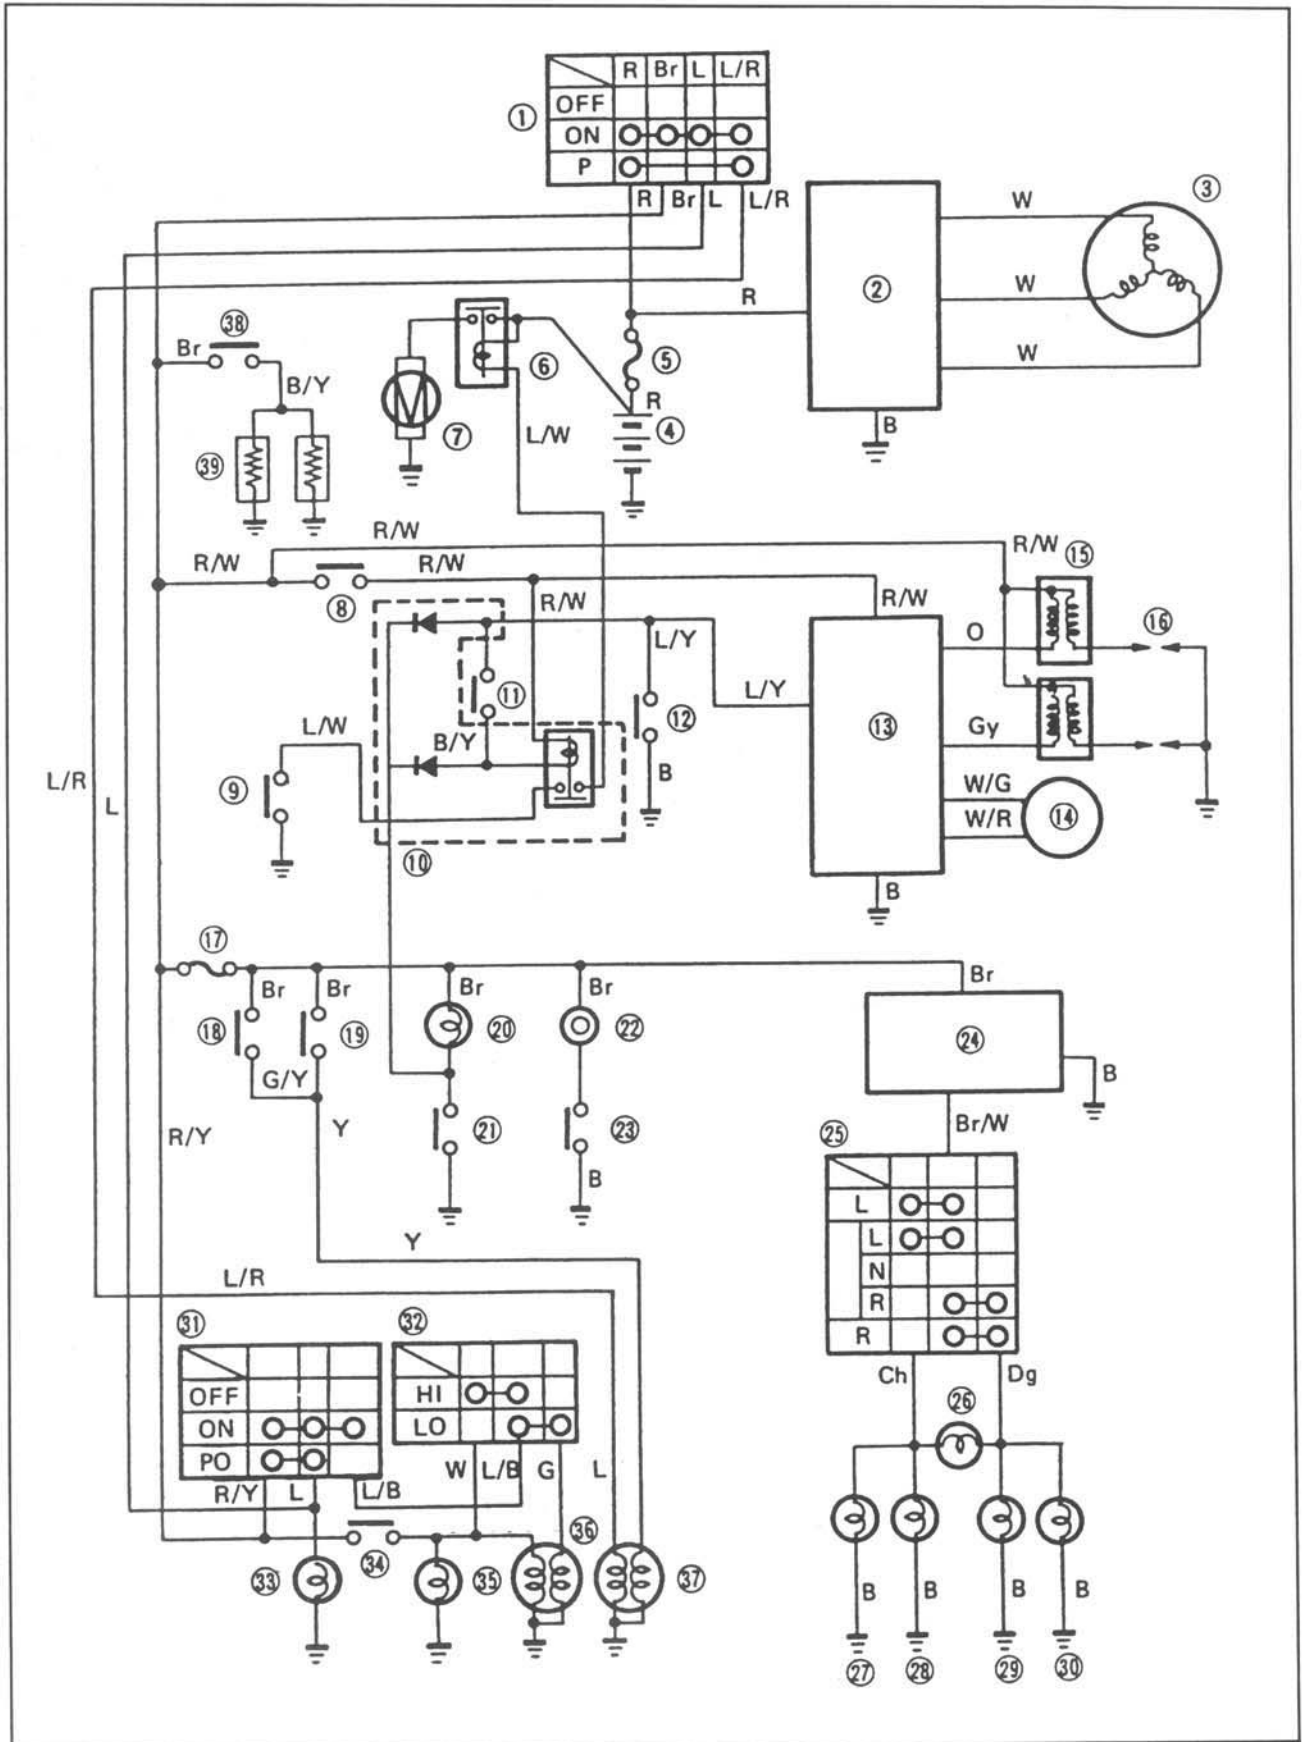 R Br L L/R
OFF
① ON
P
R Br L L/R
③
W
②
R
W
W
B
㊳
Br
B/Y
⑥
⑤
R
④
⑦
L/W
㊴
R/W
R/W
R/W
R/W
⑮
⑧
R/W
R/W
O
⑯
L/Y
⑪
L/Y
⑫
⑬
L/W
B/Y
Gy
B
L/R
L
⑨
W/G
W/R
⑭
⑩
B
⑰
Br
Br
Br
Br
Br
⑱
⑲
⑳
㉒
㉔
G/Y
B
R/Y
Y
㉑
㉓
Br/W
㉕
B
L
L
N
R
R
Y
L/R
㉛
㉜
OFF
ON
PO
HI
LO
Ch
Dg
㉖
R/Y L L/B
W L/B G L
㉝
㉞
㉟
㊱
㊲
B
B
B
B
㉗
㉘
㉙
㉚